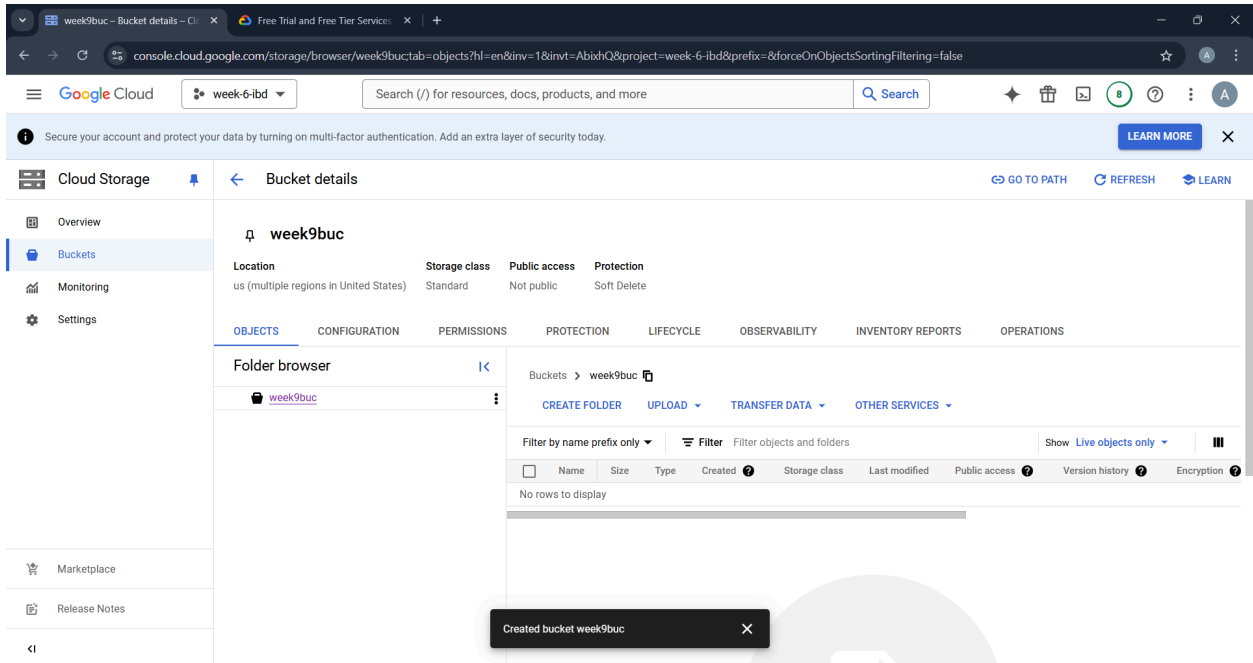 week9buc – Bucket details – Clo
Free Trial and Free Tier Services
console.cloud.google.com/storage/browser/week9buc;tab=objects?hl=en&inv=1&invt=AbixhQ&project=week-6-ibd&prefix=&forceOnObjectsSortingFiltering=false
A
Google Cloud
week-6-ibd
Search (/) for resources, docs, products, and more
Search
8
A
Secure your account and protect your data by turning on multi-factor authentication. Add an extra layer of security today.
LEARN MORE
Cloud Storage
Bucket details
GO TO PATH
REFRESH
LEARN
Overview
Buckets
Monitoring
Settings
Marketplace
Release Notes
week9buc
Location Storage class Public access Protection
us (multiple regions in United States) Standard Not public Soft Delete
OBJECTS CONFIGURATION PERMISSIONS PROTECTION LIFECYCLE OBSERVABILITY INVENTORY REPORTS OPERATIONS
Folder browser
week9buc
Buckets > week9buc
CREATE FOLDER UPLOAD TRANSFER DATA OTHER SERVICES
Filter by name prefix only Filter Filter objects and folders Show Live objects only
Name Size Type Created Storage class Last modified Public access Version history Encryption
No rows to display
Created bucket week9buc